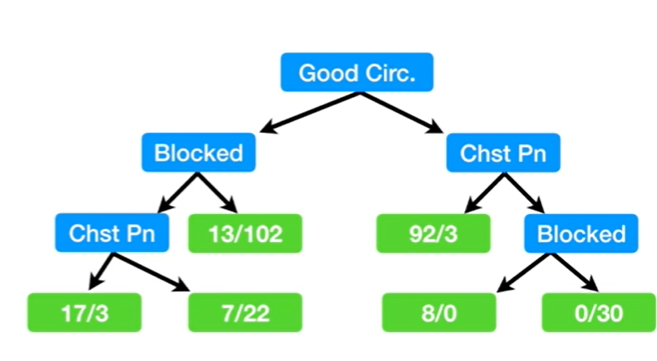 Good Circ.
Blocked
Chst Pn
Chst Pn
13/102
92/3
Blocked
17/3
7/22
8/0
0/30